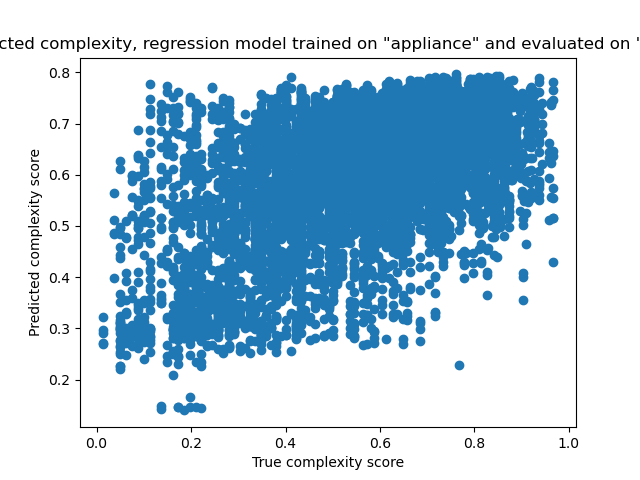 cted complexity, regression model trained on "appliance" and evaluated on "
0.8
0.7
0.6
0.5
0.4
0.3
0.2
Predicted complexity score
0.0 0.2 0.4 0.6 0.8 1.0
True complexity score